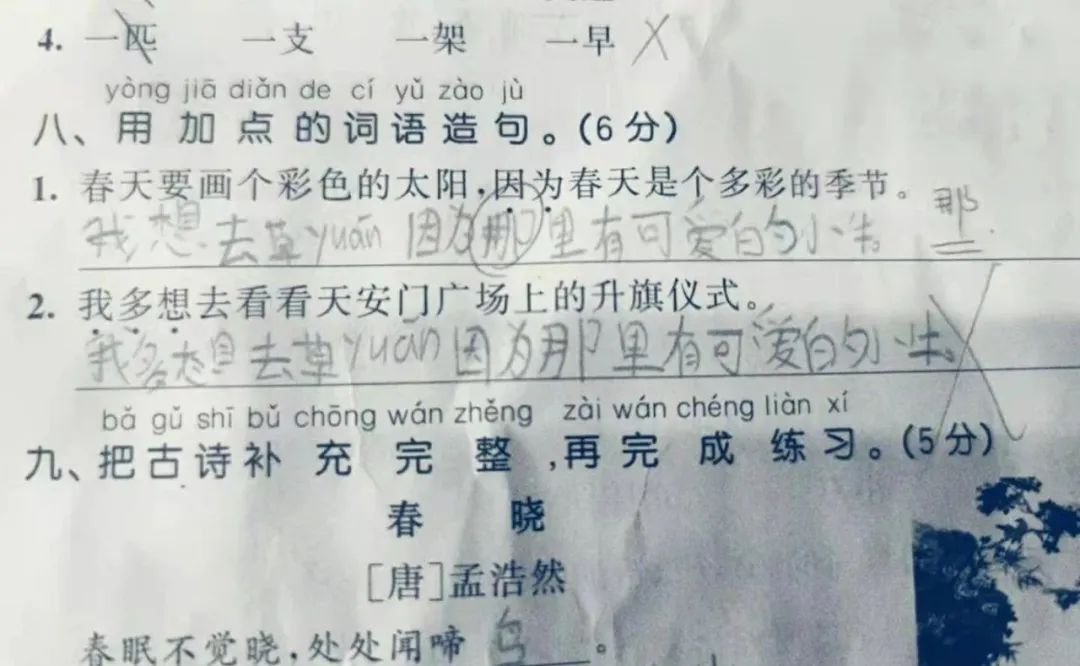 4. 一匹 一支 一架 一早
yòng jiā diǎn de cí yǔ zào jù
八、用加点的词语造句。(6分)
1. 春天要画个彩色的太阳,因为春天是个多彩的季节。
我想去草yuán 因为那里有可爱的小牛。 那
2. 我多想去看看天安门广场上的升旗仪式。
我多想去草yuán因为那里有可爱的小牛。
bǎ gǔ shī bǔ chōng wán zhěng zài wán chéng liàn xí
九、把古诗补充完整,再完成练习。(5分)
春晓
[唐]孟浩然
春眠不觉晓,处处闻啼鸟。